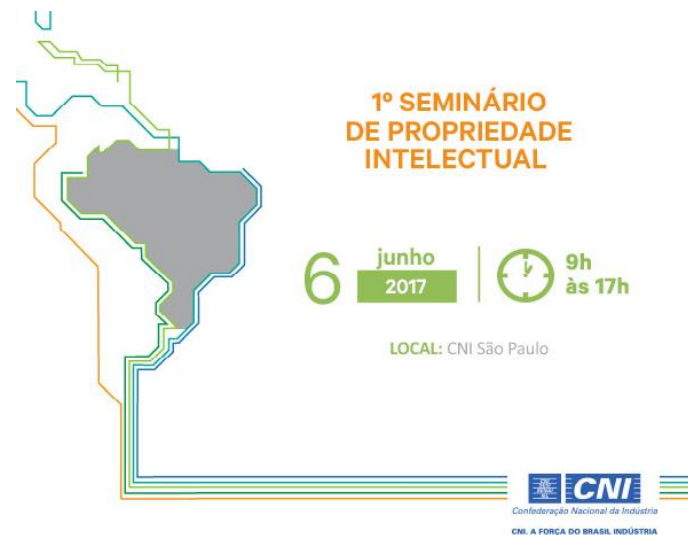 1º SEMINÁRIO
DE PROPRIEDADE
INTELECTUAL
6
junho
2017
9h
às 17h
LOCAL: CNI São Paulo
CNI
Confederação Nacional da Indústria
CNI. A FORÇA DO BRASIL INDÚSTRIA